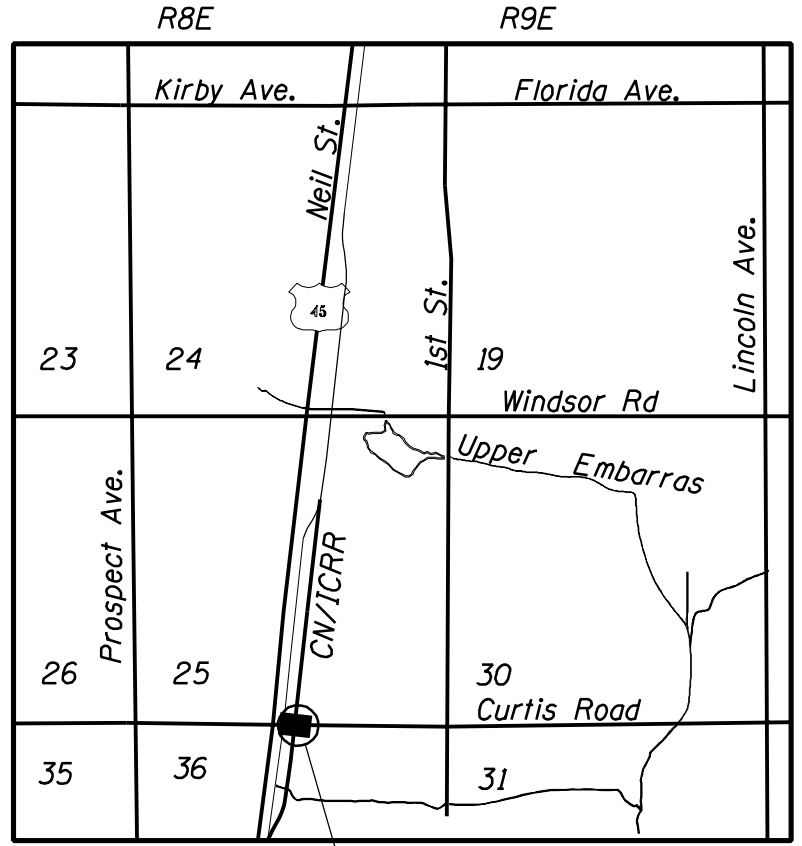 R8E R9E
Kirby Ave. Florida Ave.
Neil St.
45
1st St.
Lincoln Ave.
23 24 19
Windsor Rd
Upper Embarras
Prospect Ave.
CN/ICRR
26 25 30
Curtis Road
35 36 31